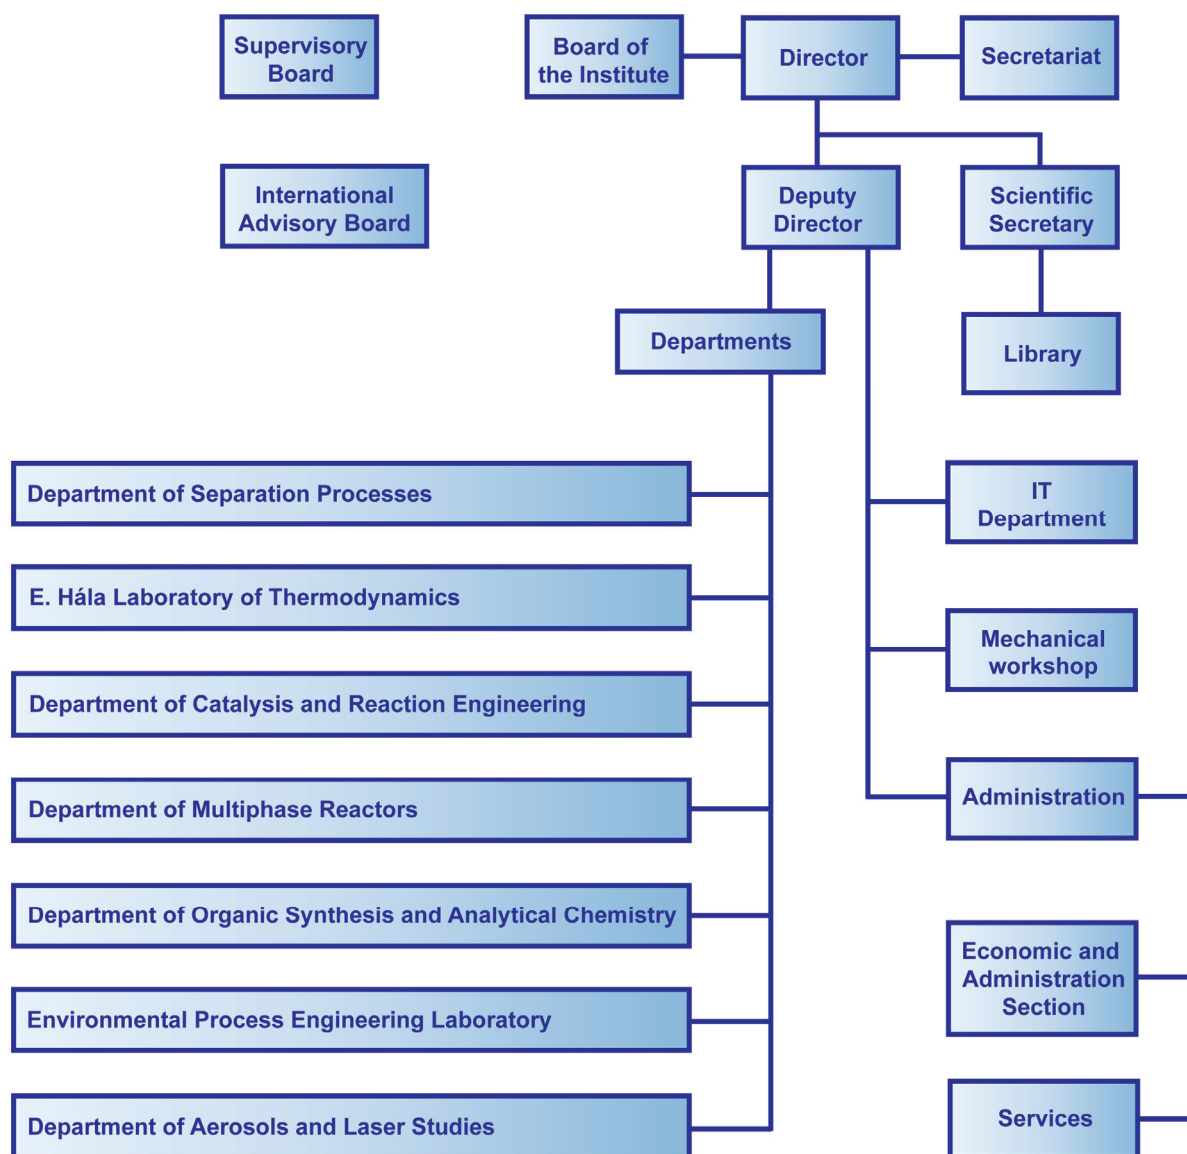 Supervisory
Board
Board of
the Institute
Director
Secretariat
International
Advisory Board
Deputy
Director
Scientific
Secretary
Departments
Library
Department of Separation Processes
IT
Department
E. Hála Laboratory of Thermodynamics
Mechanical
workshop
Department of Catalysis and Reaction Engineering
Department of Multiphase Reactors
Administration
Department of Organic Synthesis and Analytical Chemistry
Economic and
Administration
Section
Environmental Process Engineering Laboratory
Department of Aerosols and Laser Studies
Services